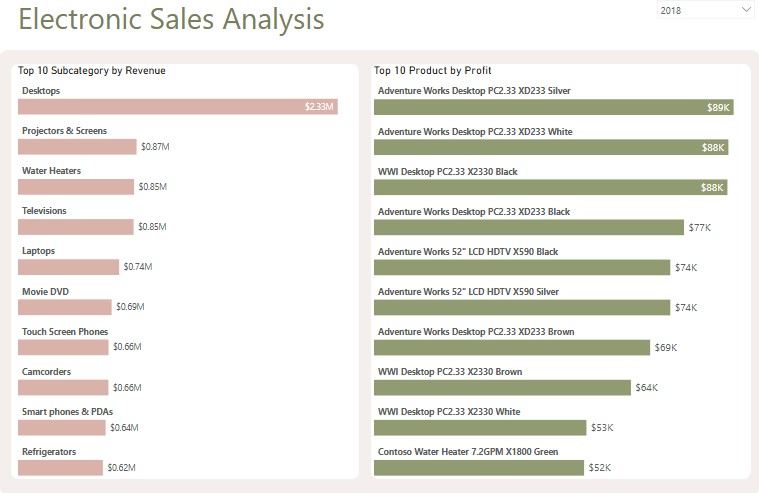 Electronic Sales Analysis
2018
Top 10 Subcategory by Revenue
Desktops
$2.33M
Projectors & Screens
$0.87M
Water Heaters
$0.85M
Televisions
$0.85M
Laptops
$0.74M
Movie DVD
$0.69M
Touch Screen Phones
$0.66M
Camcorders
$0.66M
Smart phones & PDAs
$0.64M
Refrigerators
$0.62M
Top 10 Product by Profit
Adventure Works Desktop PC2.33 XD233 Silver
$89K
Adventure Works Desktop PC2.33 XD233 White
$88K
WWI Desktop PC2.33 X2330 Black
$88K
Adventure Works Desktop PC2.33 XD233 Black
$77K
Adventure Works 52" LCD HDTV X590 Black
$74K
Adventure Works 52" LCD HDTV X590 Silver
$74K
Adventure Works Desktop PC2.33 XD233 Brown
$69K
WWI Desktop PC2.33 X2330 Brown
$64K
WWI Desktop PC2.33 X2330 White
$53K
Contoso Water Heater 7.2GPM X1800 Green
$52K